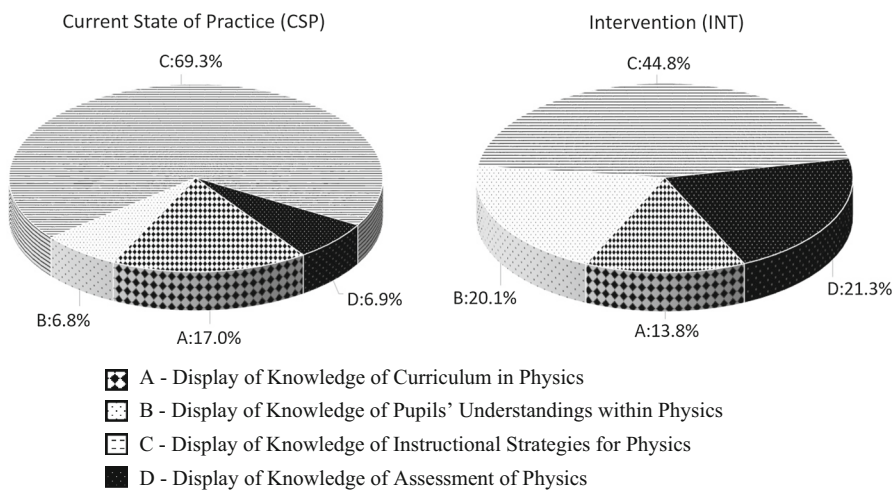 Current State of Practice (CSP)
C:69.3%
B:6.8%
A:17.0%
D:6.9%
Intervention (INT)
C:44.8%
B:20.1%
A:13.8%
D:21.3%
A - Display of Knowledge of Curriculum in Physics
B - Display of Knowledge of Pupils' Understandings within Physics
C - Display of Knowledge of Instructional Strategies for Physics
D - Display of Knowledge of Assessment of Physics